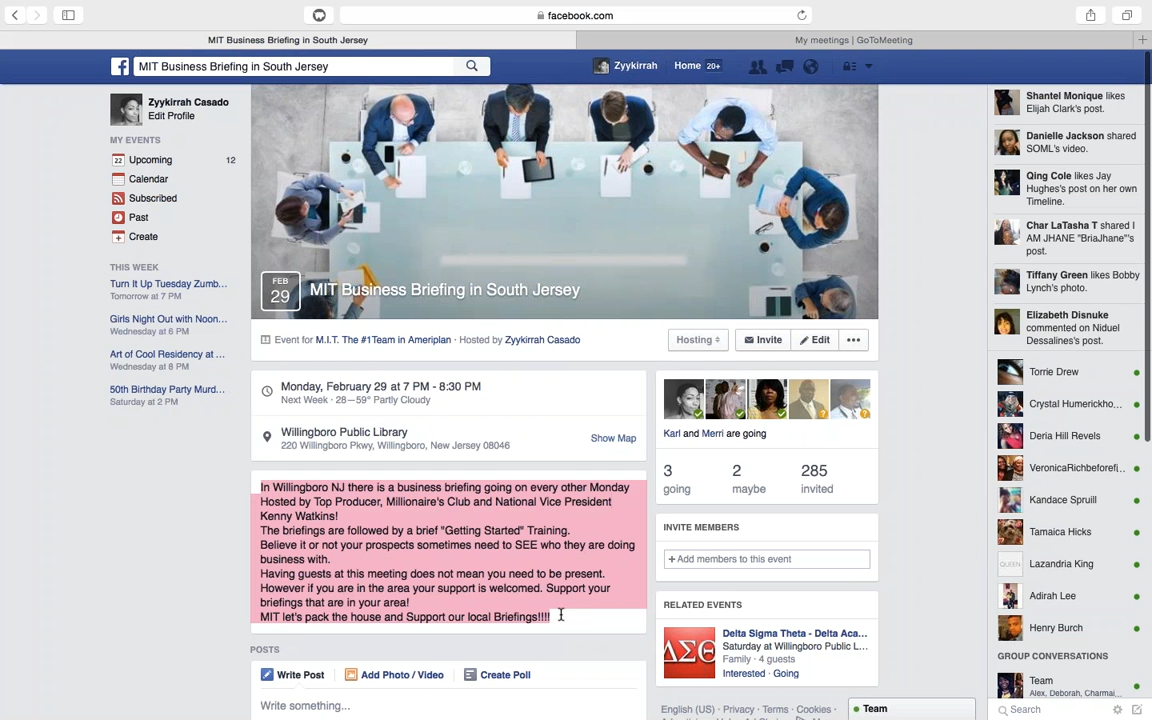 facebook.com
MIT Business Briefing in South Jersey
My meetings | GoToMeeting
MIT Business Briefing in South Jersey
Zyykirrah
Home 20+
Zyykirrah Casado
Edit Profile
MY EVENTS
22 Upcoming 12
Calendar
Subscribed
Past
Create
THIS WEEK
Turn It Up Tuesday Zumb...
Tomorrow at 7 PM
Girls Night Out with Noon...
Wednesday at 6 PM
Art of Cool Residency at ...
Wednesday at 8 PM
50th Birthday Party Murd...
Saturday at 2 PM
FEB
29
MIT Business Briefing in South Jersey
Event for M.I.T. The #1Team in Ameriplan · Hosted by Zyykirrah Casado
Hosting
Invite
Edit
Monday, February 29 at 7 PM - 8:30 PM
Next Week · 28—59° Partly Cloudy
Willingboro Public Library
220 Willingboro Pkwy, Willingboro, New Jersey 08046
Show Map
In Willingboro NJ there is a business briefing going on every other Monday
Hosted by Top Producer, Millionaire's Club and National Vice President
Kenny Watkins!
The briefings are followed by a brief "Getting Started" Training.
Believe it or not your prospects sometimes need to SEE who they are doing
business with.
Having guests at this meeting does not mean you need to be present.
However if you are in the area your support is welcomed. Support your
briefings that are in your area!
MIT let's pack the house and Support our local Briefings!!!!
POSTS
Write Post
Add Photo / Video
Create Poll
Write something...
Karl and Merri are going
3 2 285
going maybe invited
INVITE MEMBERS
+ Add members to this event
RELATED EVENTS
ΔΣΘ
Delta Sigma Theta - Delta Aca...
Saturday at Willingboro Public L...
Family · 4 guests
Interested · Going
English (US) · Privacy · Terms · Cookies ·
Team
Shantel Monique likes
Elijah Clark's post.
Danielle Jackson shared
SOML's video.
Qing Cole likes Jay
Hughes's post on her own
Timeline.
Char LaTasha T shared I
AM JHANE "BriaJhane"'s
post.
Tiffany Green likes Bobby
Lynch's photo.
Elizabeth Disnuke
commented on Niduel
Dessalines's post.
Torrie Drew
Crystal Humerickho...
Deria Hill Revels
VeronicaRichbeforefi...
Kandace Spruill
Tamaica Hicks
QUEEN
Lazandria King
Adirah Lee
Henry Burch
GROUP CONVERSATIONS
Team
Alex, Deborah, Charmai...
Search